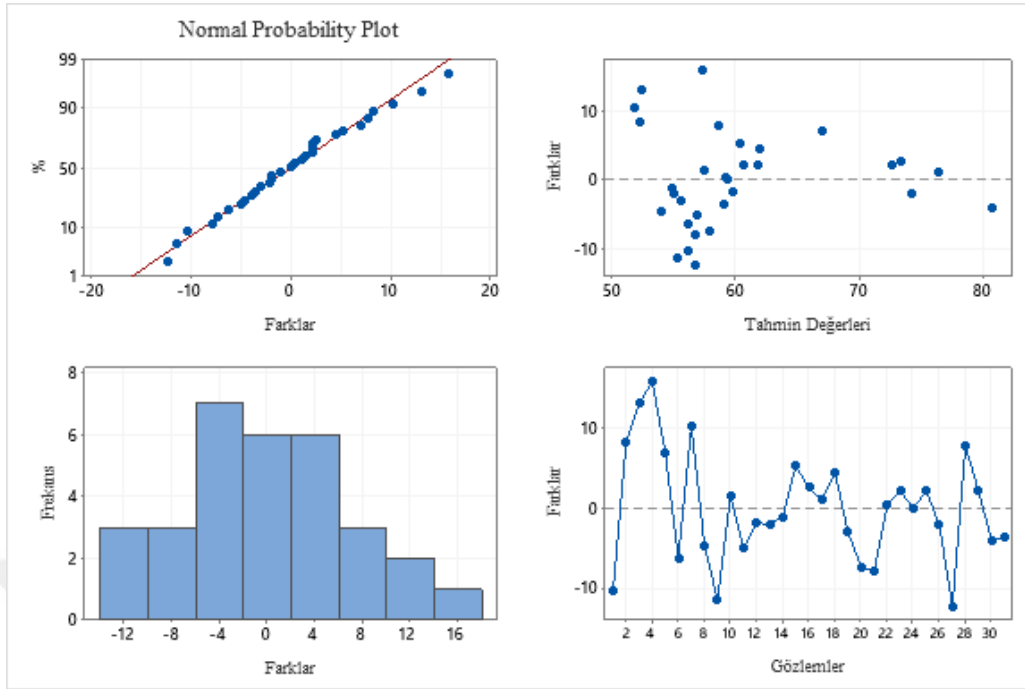 Normal Probability Plot
99
90
50
10
1
%
-20 -10 0 10 20
Farklar
10
0
-10
Farklar
50 60 70 80
Tahmin Değerleri
8
6
4
2
0
Frekans
-12 -8 -4 0 4 8 12 16
Farklar
10
0
-10
Farklar
2 4 6 8 10 12 14 16 18 20 22 24 26 28 30
Gözlemler